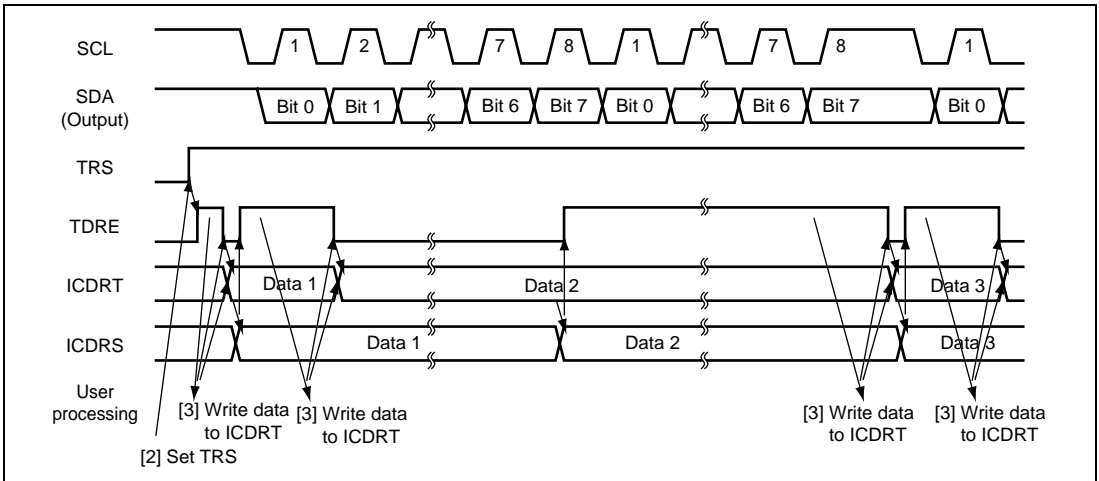 SCL 1 2 7 8 1 7 8 1
SDA
(Output) Bit 0 Bit 1 Bit 6 Bit 7 Bit 0 Bit 6 Bit 7 Bit 0
TRS
TDRE
ICDRT Data 1 Data 2 Data 3
ICDRS Data 1 Data 2 Data 3
User
processing
[3] Write data
to ICDRT
[3] Write data
to ICDRT
[3] Write data
to ICDRT
[3] Write data
to ICDRT
[2] Set TRS